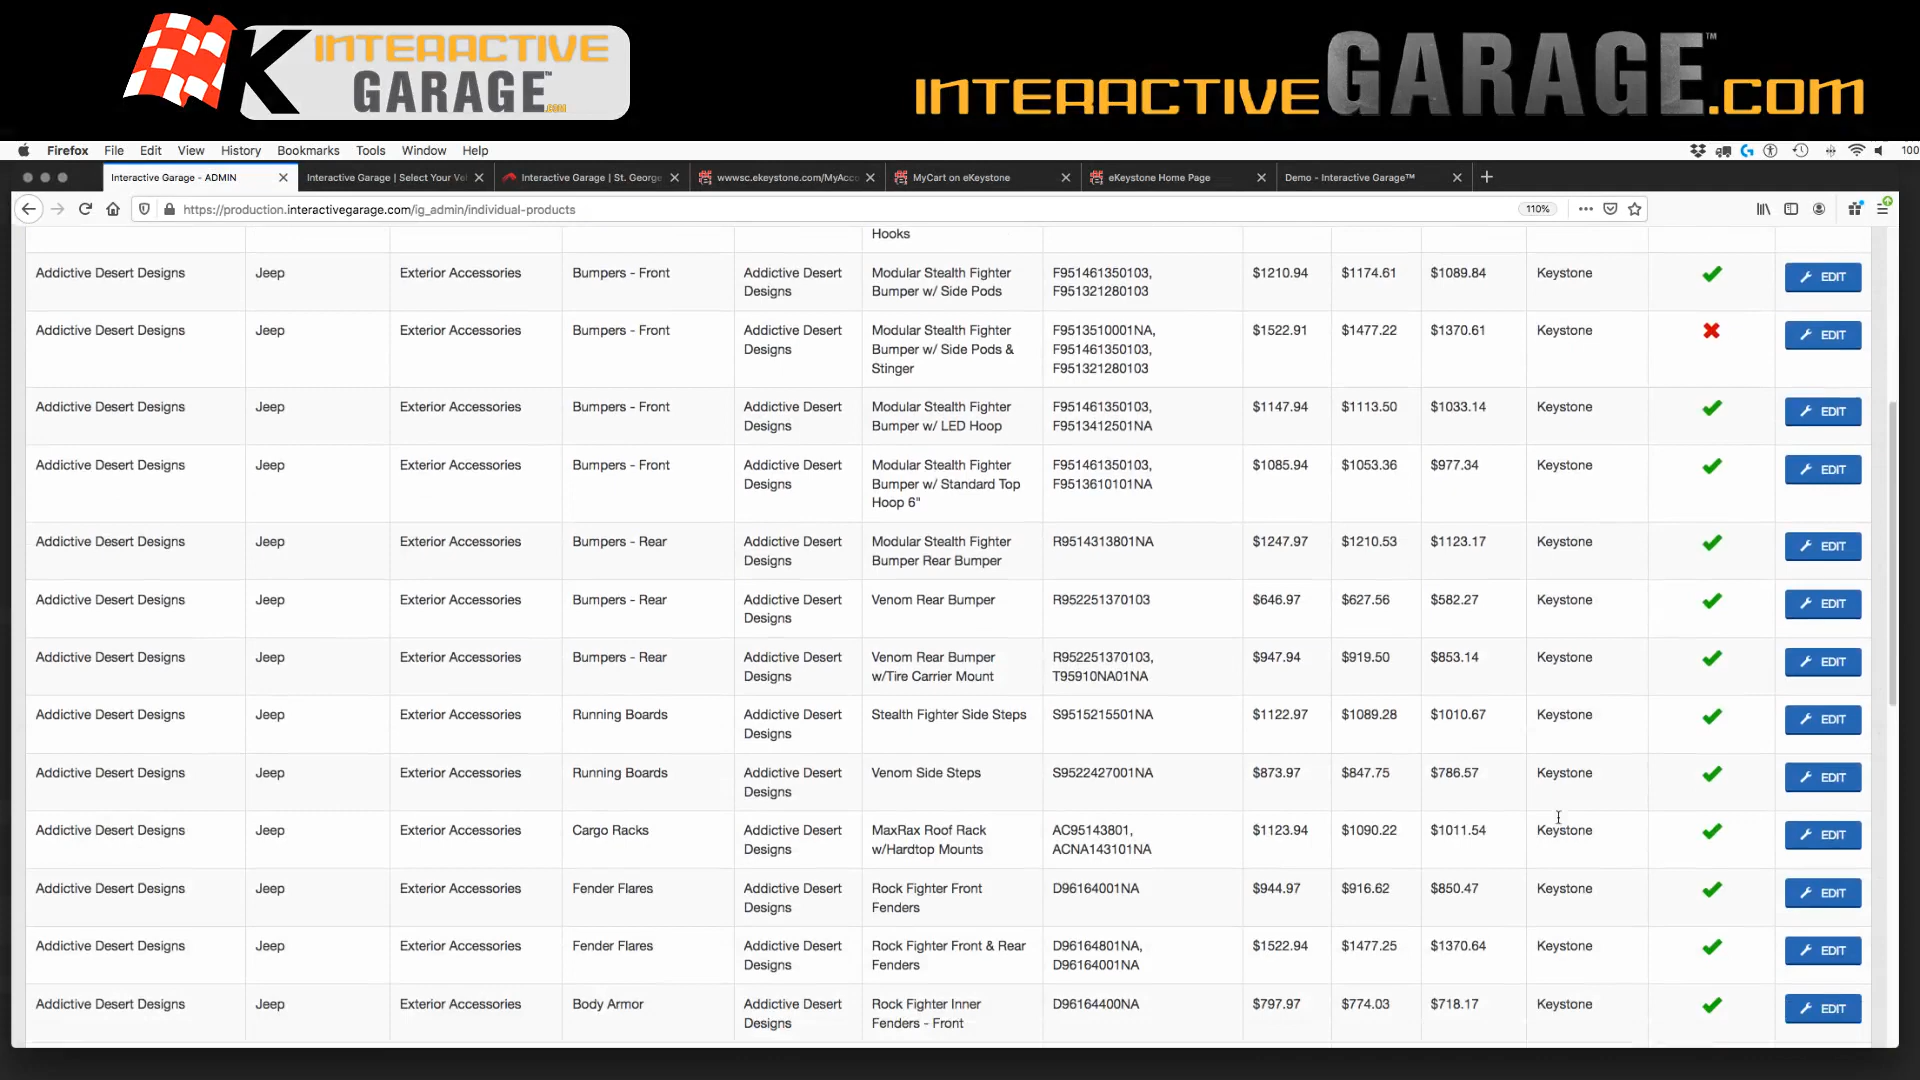 K INTERACTIVE GARAGE™ .COM
INTERACTIVE GARAGE™ .COM
Firefox File Edit View History Bookmarks Tools Window Help 100
Interactive Garage - ADMIN
Interactive Garage | Select Your Ve
Interactive Garage | St. George
wwwsc.ekeystone.com/MyAcco
MyCart on eKeystone
eKeystone Home Page
Demo - Interactive Garage™
https://production.interactivegarage.com/ig_admin/individual-products 110%
Hooks
Addictive Desert Designs Jeep Exterior Accessories Bumpers - Front Addictive Desert Modular Stealth Fighter F951461350103, $1210.94 $1174.61 $1089.84 Keystone EDIT
Designs Bumper w/ Side Pods F951321280103
Addictive Desert Designs Jeep Exterior Accessories Bumpers - Front Addictive Desert Modular Stealth Fighter F9513510001NA, $1522.91 $1477.22 $1370.61 Keystone EDIT
Designs Bumper w/ Side Pods & F951461350103,
Stinger F951321280103
Addictive Desert Designs Jeep Exterior Accessories Bumpers - Front Addictive Desert Modular Stealth Fighter F951461350103, $1147.94 $1113.50 $1033.14 Keystone EDIT
Designs Bumper w/ LED Hoop F9513412501NA
Addictive Desert Designs Jeep Exterior Accessories Bumpers - Front Addictive Desert Modular Stealth Fighter F951461350103, $1085.94 $1053.36 $977.34 Keystone EDIT
Designs Bumper w/ Standard Top F9513610101NA
Hoop 6"
Addictive Desert Designs Jeep Exterior Accessories Bumpers - Rear Addictive Desert Modular Stealth Fighter R9514313801NA $1247.97 $1210.53 $1123.17 Keystone EDIT
Designs Bumper Rear Bumper
Addictive Desert Designs Jeep Exterior Accessories Bumpers - Rear Addictive Desert Venom Rear Bumper R952251370103 $646.97 $627.56 $582.27 Keystone EDIT
Designs
Addictive Desert Designs Jeep Exterior Accessories Bumpers - Rear Addictive Desert Venom Rear Bumper R952251370103, $947.94 $919.50 $853.14 Keystone EDIT
Designs w/Tire Carrier Mount T95910NA01NA
Addictive Desert Designs Jeep Exterior Accessories Running Boards Addictive Desert Stealth Fighter Side Steps S9515215501NA $1122.97 $1089.28 $1010.67 Keystone EDIT
Designs
Addictive Desert Designs Jeep Exterior Accessories Running Boards Addictive Desert Venom Side Steps S9522427001NA $873.97 $847.75 $786.57 Keystone EDIT
Designs
Addictive Desert Designs Jeep Exterior Accessories Cargo Racks Addictive Desert MaxRax Roof Rack AC95143801, $1123.94 $1090.22 $1011.54 Keystone EDIT
Designs w/Hardtop Mounts ACNA143101NA
Addictive Desert Designs Jeep Exterior Accessories Fender Flares Addictive Desert Rock Fighter Front D96164001NA $944.97 $916.62 $850.47 Keystone EDIT
Designs Fenders
Addictive Desert Designs Jeep Exterior Accessories Fender Flares Addictive Desert Rock Fighter Front & Rear D96164801NA, $1522.94 $1477.25 $1370.64 Keystone EDIT
Designs Fenders D96164001NA
Addictive Desert Designs Jeep Exterior Accessories Body Armor Addictive Desert Rock Fighter Inner D96164400NA $797.97 $774.03 $718.17 Keystone EDIT
Designs Fenders - Front